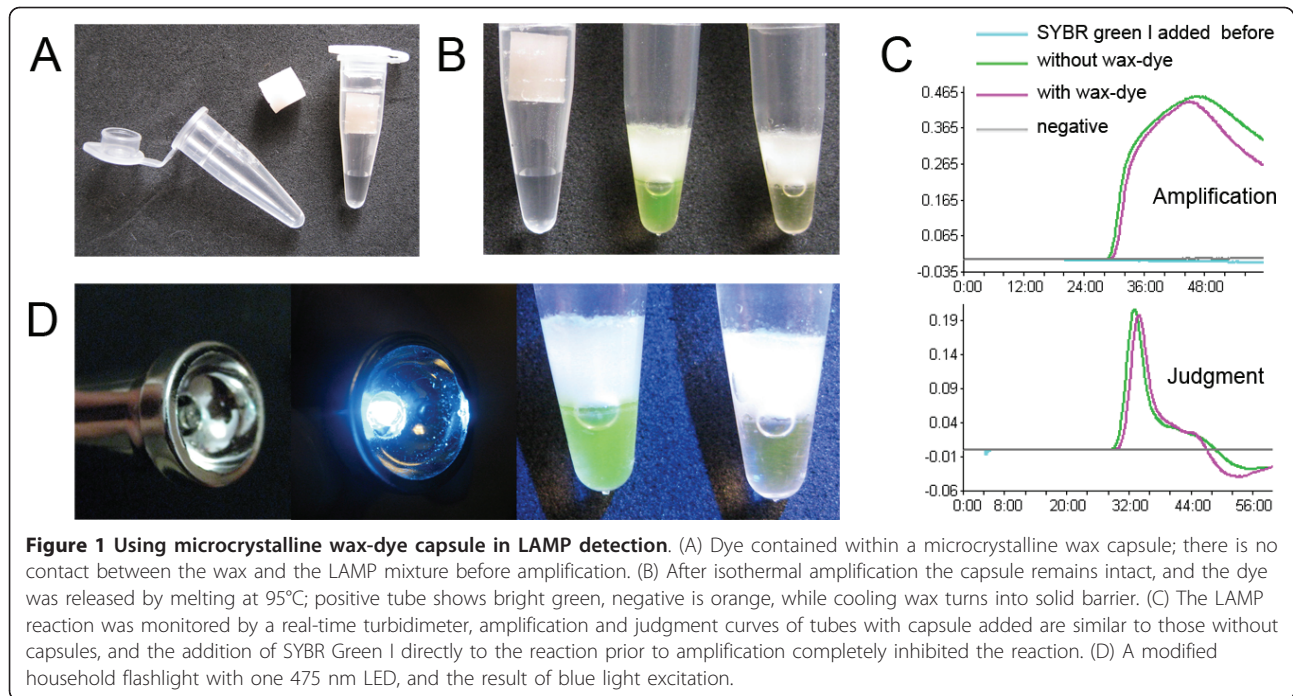 A
B
C
SYBR green I added before
without wax-dye
with wax-dye
negative
0.465
0.365
0.265
0.165
0.065
-0.035
Amplification
0:00 12:00 24:00 36:00 48:00
0.19
0.14
0.09
0.04
-0.01
-0.06
Judgment
0:00 8:00 20:00 32:00 44:00 56:00
D
Figure 1 Using microcrystalline wax-dye capsule in LAMP detection. (A) Dye contained within a microcrystalline wax capsule; there is no
contact between the wax and the LAMP mixture before amplification. (B) After isothermal amplification the capsule remains intact, and the dye
was released by melting at 95°C; positive tube shows bright green, negative is orange, while cooling wax turns into solid barrier. (C) The LAMP
reaction was monitored by a real-time turbidimeter, amplification and judgment curves of tubes with capsule added are similar to those without
capsules, and the addition of SYBR Green I directly to the reaction prior to amplification completely inhibited the reaction. (D) A modified
household flashlight with one 475 nm LED, and the result of blue light excitation.